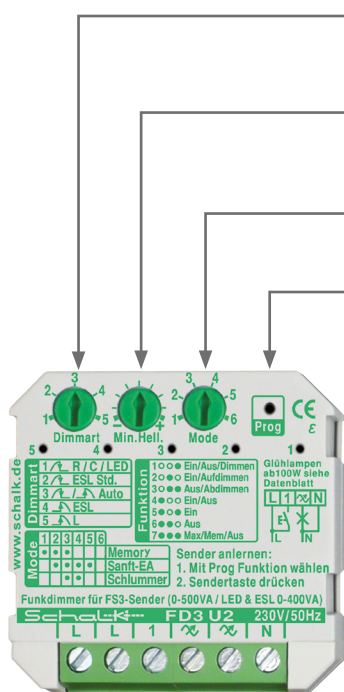 3
2 4
1 5
Dimmart
- +
Min.Hell.
3 4
2 5
1 6
Mode
Prog
CE
ε
5 4 3 2 1
www.schalk.de
Dimmart
1 R / C / LED
2 ESL Std.
3 / Auto
4 ESL
5 L
Funktion
1 Ein/Aus/Dimmen
2 Ein/Aufdimmen
3 Aus/Abdimmen
4 Ein/Aus
5 Ein
6 Aus
7 Max/Mem/Aus
Glühlampen
ab100W siehe
Datenblatt
L 1 N
E
L N
Mode
1 2 3 4 5 6
Memory
Sanft-EA
Schlummer
Sender anlernen:
1. Mit Prog Funktion wählen
2. Sendertaste drücken
Funkdimmer für FS3-Sender (0-500VA / LED & ESL 0-400VA)
Schalk FD3 U2 230V/50Hz
L L 1 N